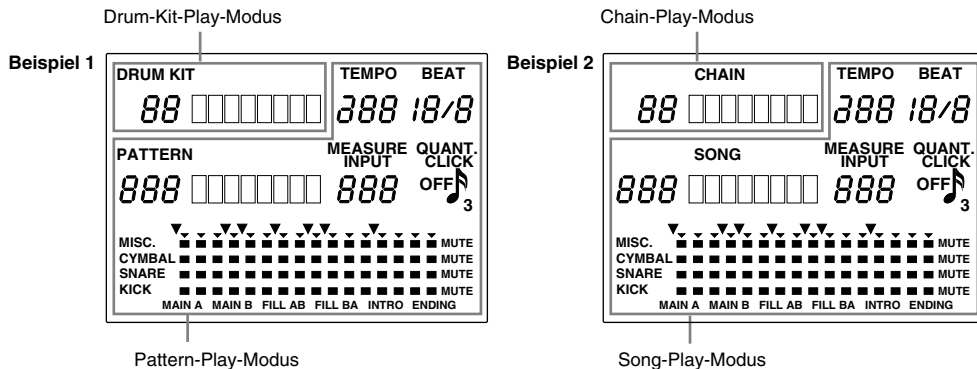 Drum-Kit-Play-Modus
Beispiel 1
DRUM KIT
TEMPO BEAT
88
288 18/8
PATTERN
MEASURE INPUT
QUANT. CLICK
888
888
OFF
3
MISC. MUTE
CYMBAL MUTE
SNARE MUTE
KICK MUTE
MAIN A MAIN B FILL AB FILL BA INTRO ENDING
Pattern-Play-Modus
Chain-Play-Modus
Beispiel 2
CHAIN
TEMPO BEAT
88
288 18/8
SONG
MEASURE INPUT
QUANT. CLICK
888
888
OFF
3
MISC. MUTE
CYMBAL MUTE
SNARE MUTE
KICK MUTE
MAIN A MAIN B FILL AB FILL BA INTRO ENDING
Song-Play-Modus